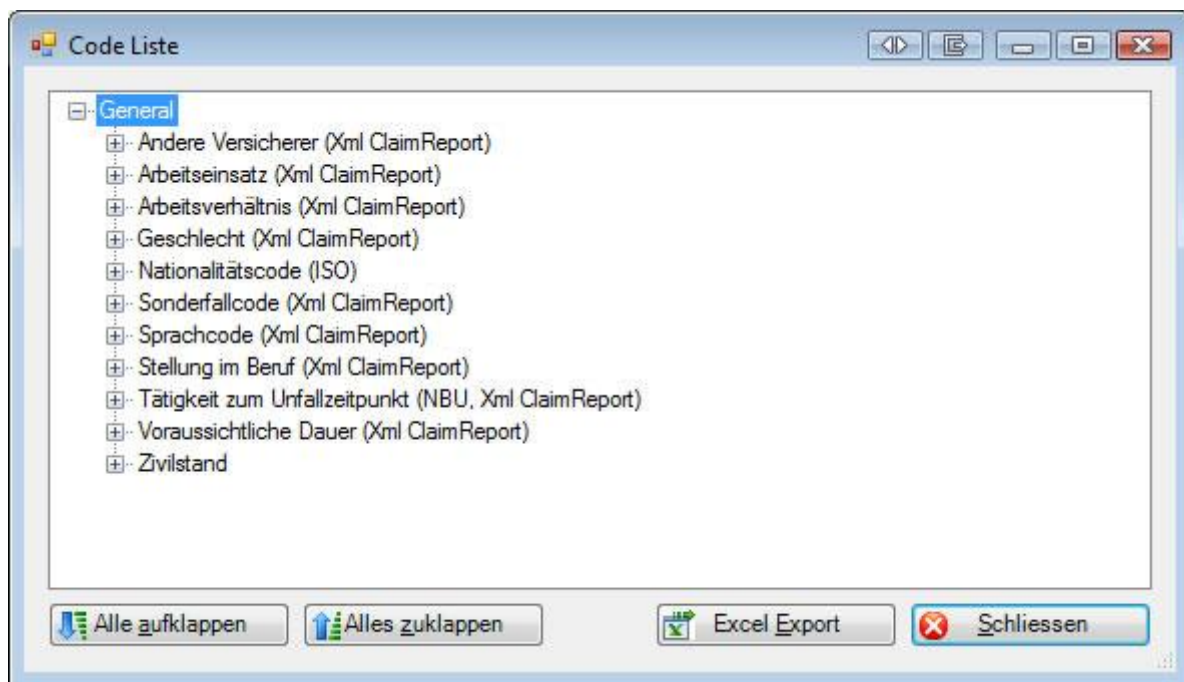 Code Liste
General
Andere Versicherer (Xml ClaimReport)
Arbeitseinsatz (Xml ClaimReport)
Arbeitsverhältnis (Xml ClaimReport)
Geschlecht (Xml ClaimReport)
Nationalitätscode (ISO)
Sonderfallcode (Xml ClaimReport)
Sprachcode (Xml ClaimReport)
Stellung im Beruf (Xml ClaimReport)
Tätigkeit zum Unfallzeitpunkt (NBU, Xml ClaimReport)
Voraussichtliche Dauer (Xml ClaimReport)
Zivilstand
Alle aufklappen Alles zuklappen Excel Export Schliessen